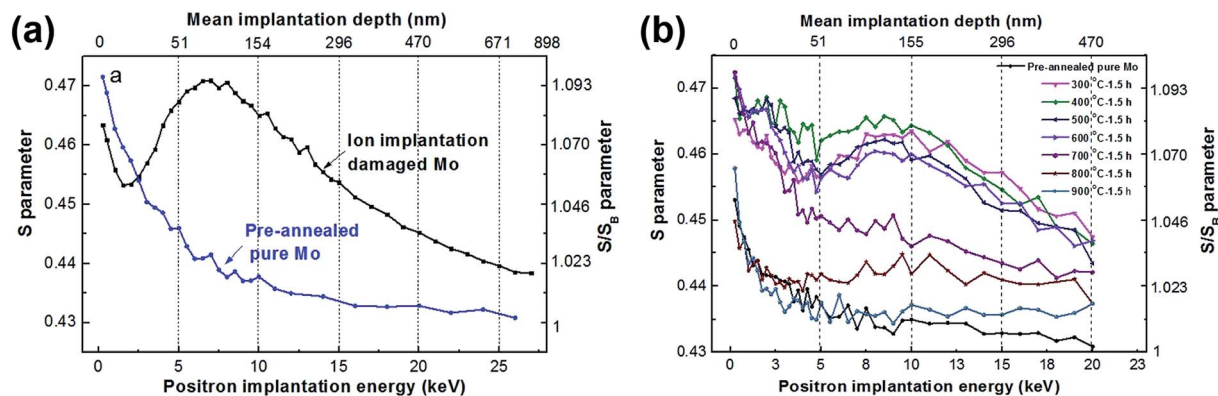 (a)
Mean implantation depth (nm)
0 51 154 296 470 671 898
a
S parameter
0.47
0.46
0.45
0.44
0.43
1.093
1.070
1.046
1.023
1
S/SB parameter
Ion implantation
damaged Mo
Pre-annealed
pure Mo
0 5 10 15 20 25
Positron implantation energy (keV)
(b)
Mean implantation depth (nm)
0 51 155 296 470
S parameter
0.47
0.46
0.45
0.44
0.43
1.093
1.070
1.046
1.023
1
S/SB parameter
Pre-annealed pure Mo
300°C-1.5 h
400°C-1.5 h
500°C-1.5 h
600°C-1.5 h
700°C-1.5 h
800°C-1.5 h
900°C-1.5 h
0 3 5 8 10 13 15 18 20 23
Positron implantation energy (keV)